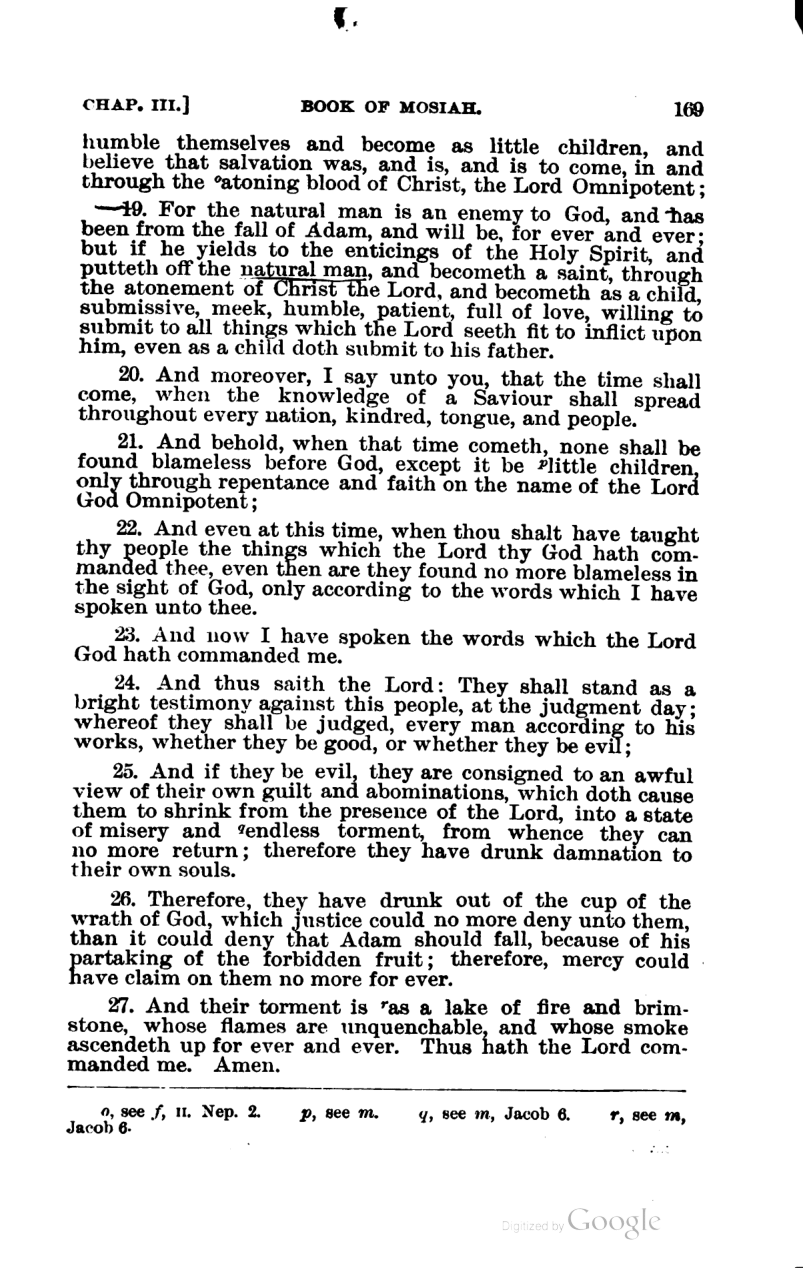 CHAP. III.] BOOK OF MOSIAH. 169
humble themselves and become as little children, and
believe that salvation was, and is, and is to come, in and
through the ᵒatoning blood of Christ, the Lord Omnipotent;
19. For the natural man is an enemy to God, and has
been from the fall of Adam, and will be, for ever and ever;
but if he yields to the enticings of the Holy Spirit, and
putteth off the natural man, and becometh a saint, through
the atonement of Christ the Lord, and becometh as a child,
submissive, meek, humble, patient, full of love, willing to
submit to all things which the Lord seeth fit to inflict upon
him, even as a child doth submit to his father.
20. And moreover, I say unto you, that the time shall
come, when the knowledge of a Saviour shall spread
throughout every nation, kindred, tongue, and people.
21. And behold, when that time cometh, none shall be
found blameless before God, except it be ᵖlittle children,
only through repentance and faith on the name of the Lord
God Omnipotent;
22. And even at this time, when thou shalt have taught
thy people the things which the Lord thy God hath com-
manded thee, even then are they found no more blameless in
the sight of God, only according to the words which I have
spoken unto thee.
23. And now I have spoken the words which the Lord
God hath commanded me.
24. And thus saith the Lord: They shall stand as a
bright testimony against this people, at the judgment day;
whereof they shall be judged, every man according to his
works, whether they be good, or whether they be evil;
25. And if they be evil, they are consigned to an awful
view of their own guilt and abominations, which doth cause
them to shrink from the presence of the Lord, into a state
of misery and ᑫendless torment, from whence they can
no more return; therefore they have drunk damnation to
their own souls.
26. Therefore, they have drunk out of the cup of the
wrath of God, which justice could no more deny unto them,
than it could deny that Adam should fall, because of his
partaking of the forbidden fruit; therefore, mercy could
have claim on them no more for ever.
27. And their torment is ʳas a lake of fire and brim-
stone, whose flames are unquenchable, and whose smoke
ascendeth up for ever and ever. Thus hath the Lord com-
manded me. Amen.
o, see f, II. Nep. 2. p, see m. q, see m, Jacob 6. r, see m,
Jacob 6.
Digitized by Google